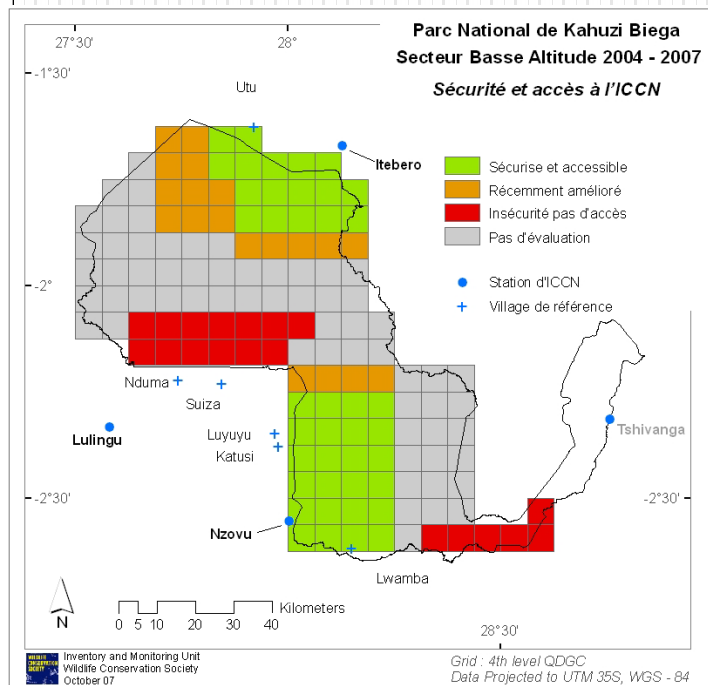 Parc National de Kahuzi Biega
Secteur Basse Altitude 2004 - 2007
Sécurité et accès à l'ICCN
27°30'
28°
-1°30'
Utu
Itebero
Sécurise et accessible
Récemment amélioré
Insécurité pas d'accès
Pas d'évaluation
Station d'ICCN
Village de référence
-2°
Nduma
Suiza
Lulingu
Luyuyu
Katusi
Tshivanga
-2°30'
-2°30'
Nzovu
Lwamba
N
Kilometers
0 5 10 20 30 40
28°30'
WILDLIFE CONSERVATION SOCIETY
Inventory and Monitoring Unit
Wildlife Conservation Society
October 07
Grid : 4th level QDGC
Data Projected to UTM 35S, WGS - 84